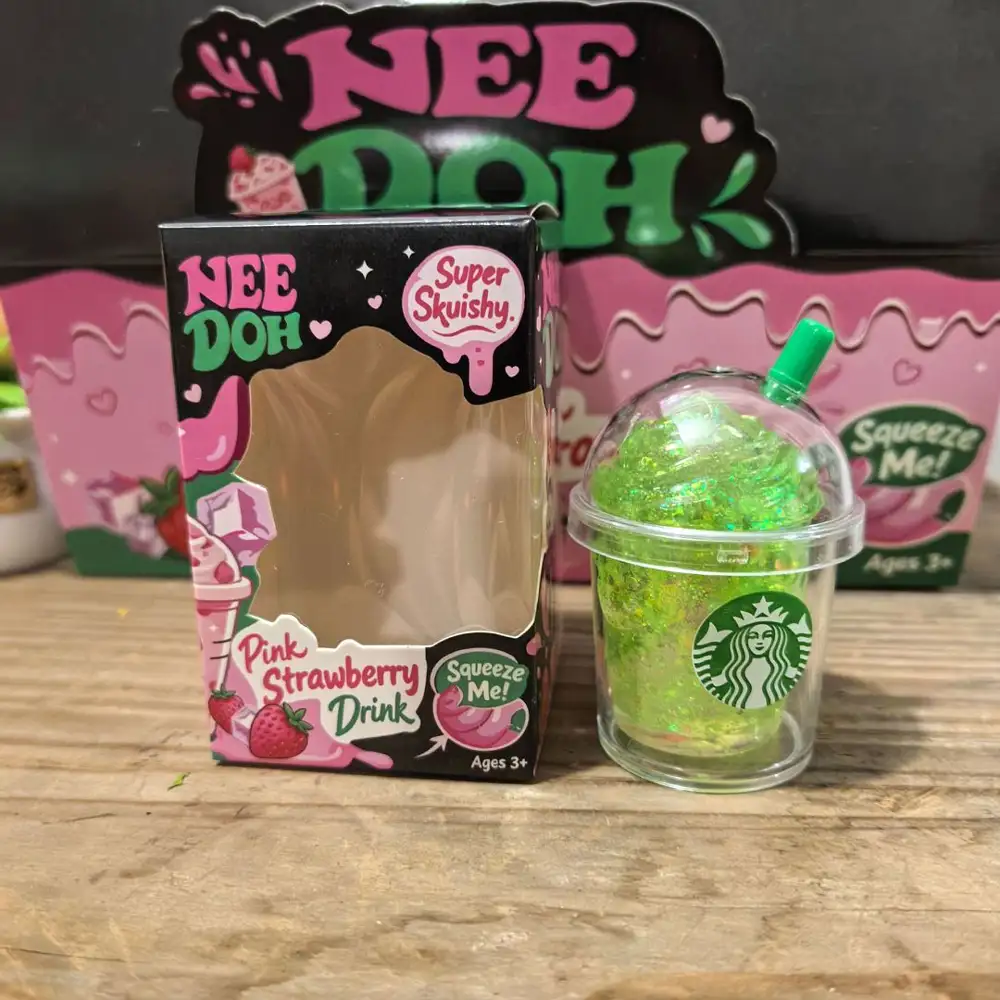 NEE
DOH
NEE
DOH
Super
Skuishy.
Pink
Strawberry
Drink
Squeeze
Me!
Ages 3+
Squeeze
Me!
Ages 3+